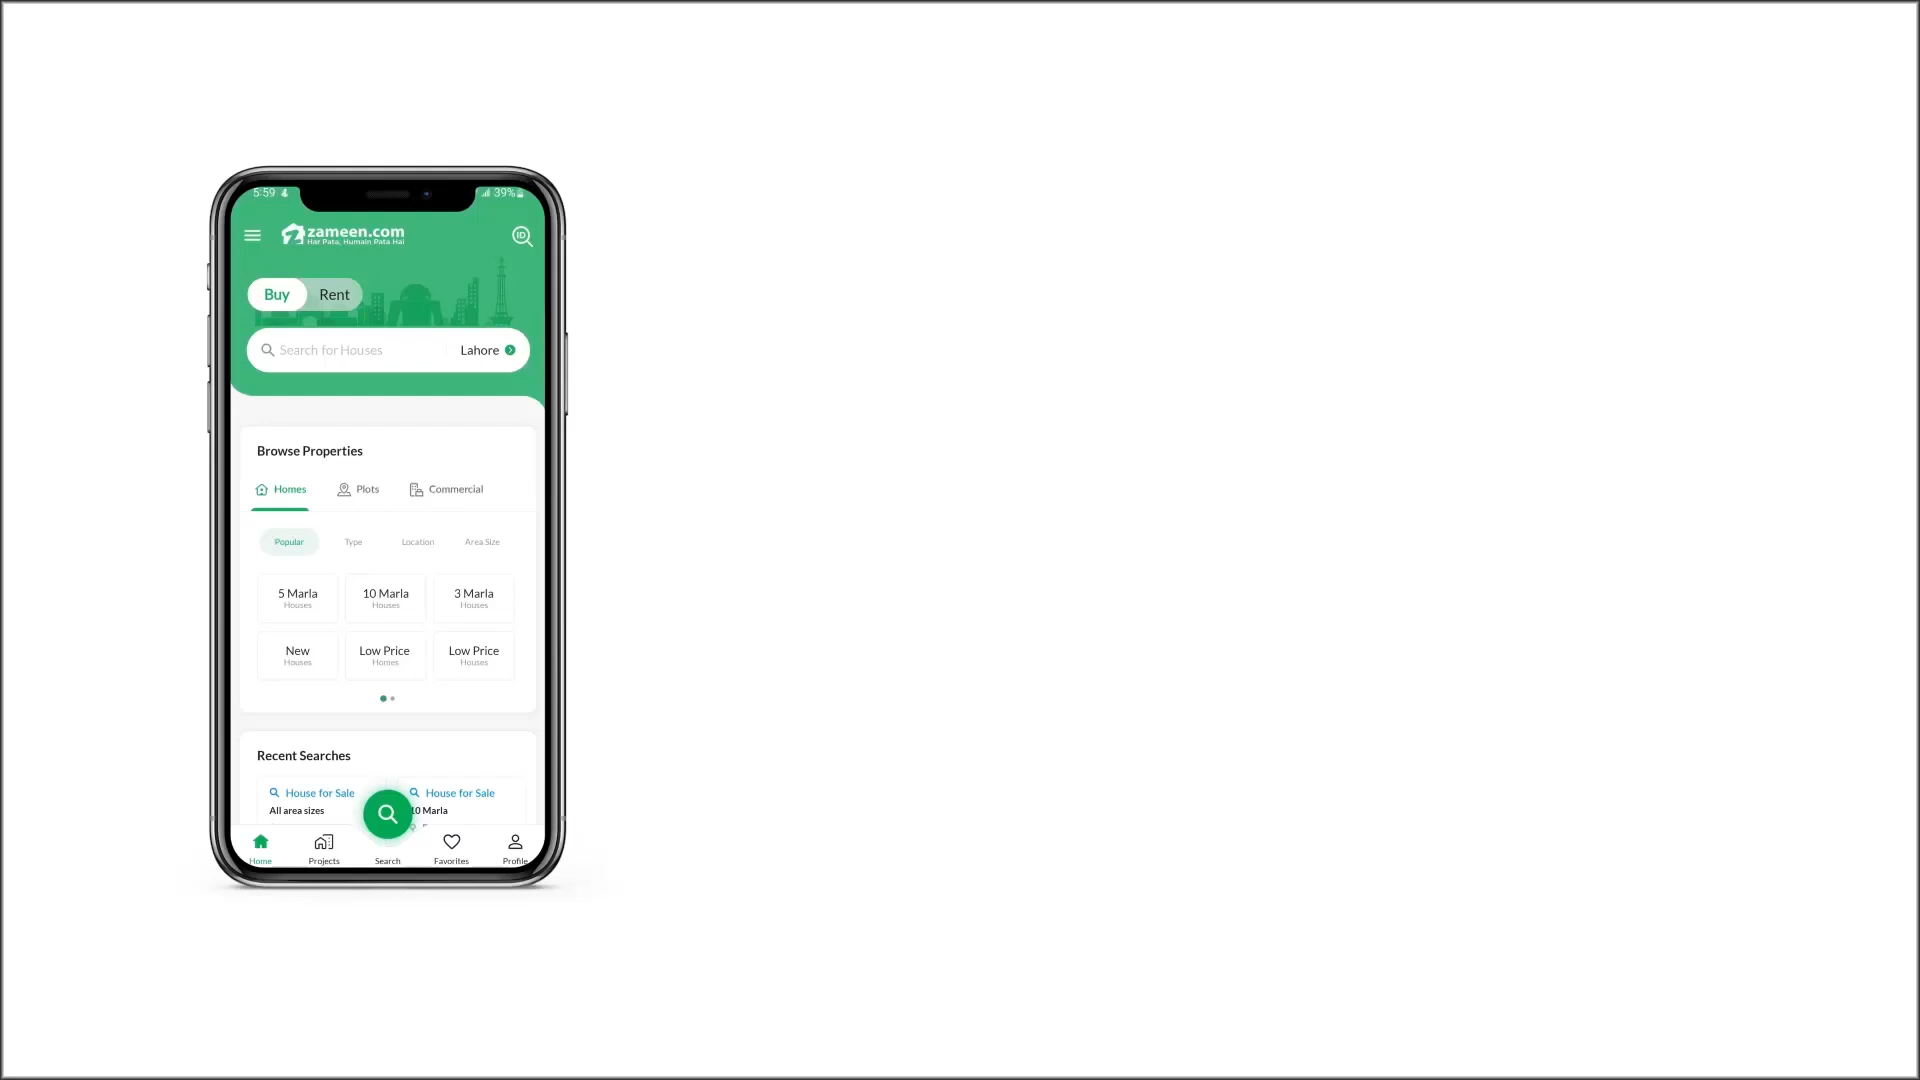 5:59 39%
zameen.com
Har Pata, Humain Pata Hai
ID
Buy Rent
Search for Houses Lahore
Browse Properties
Homes Plots Commercial
Popular Type Location Area Size
5 Marla 10 Marla 3 Marla
Houses Houses Houses
New Low Price Low Price
Houses Homes Houses
Recent Searches
House for Sale House for Sale
All area sizes 10 Marla
Home Projects Search Favorites Profile